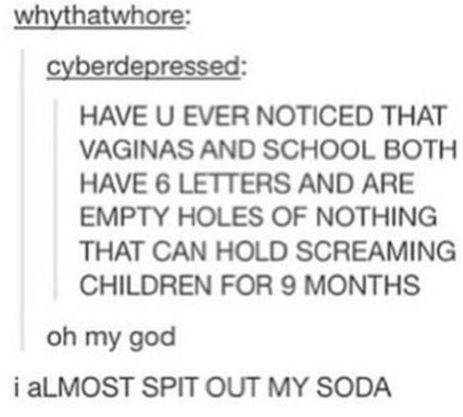 whythatwhore:
cyberdepressed:
HAVE U EVER NOTICED THAT
VAGINAS AND SCHOOL BOTH
HAVE 6 LETTERS AND ARE
EMPTY HOLES OF NOTHING
THAT CAN HOLD SCREAMING
CHILDREN FOR 9 MONTHS
oh my god
i aLMOST SPIT OUT MY SODA